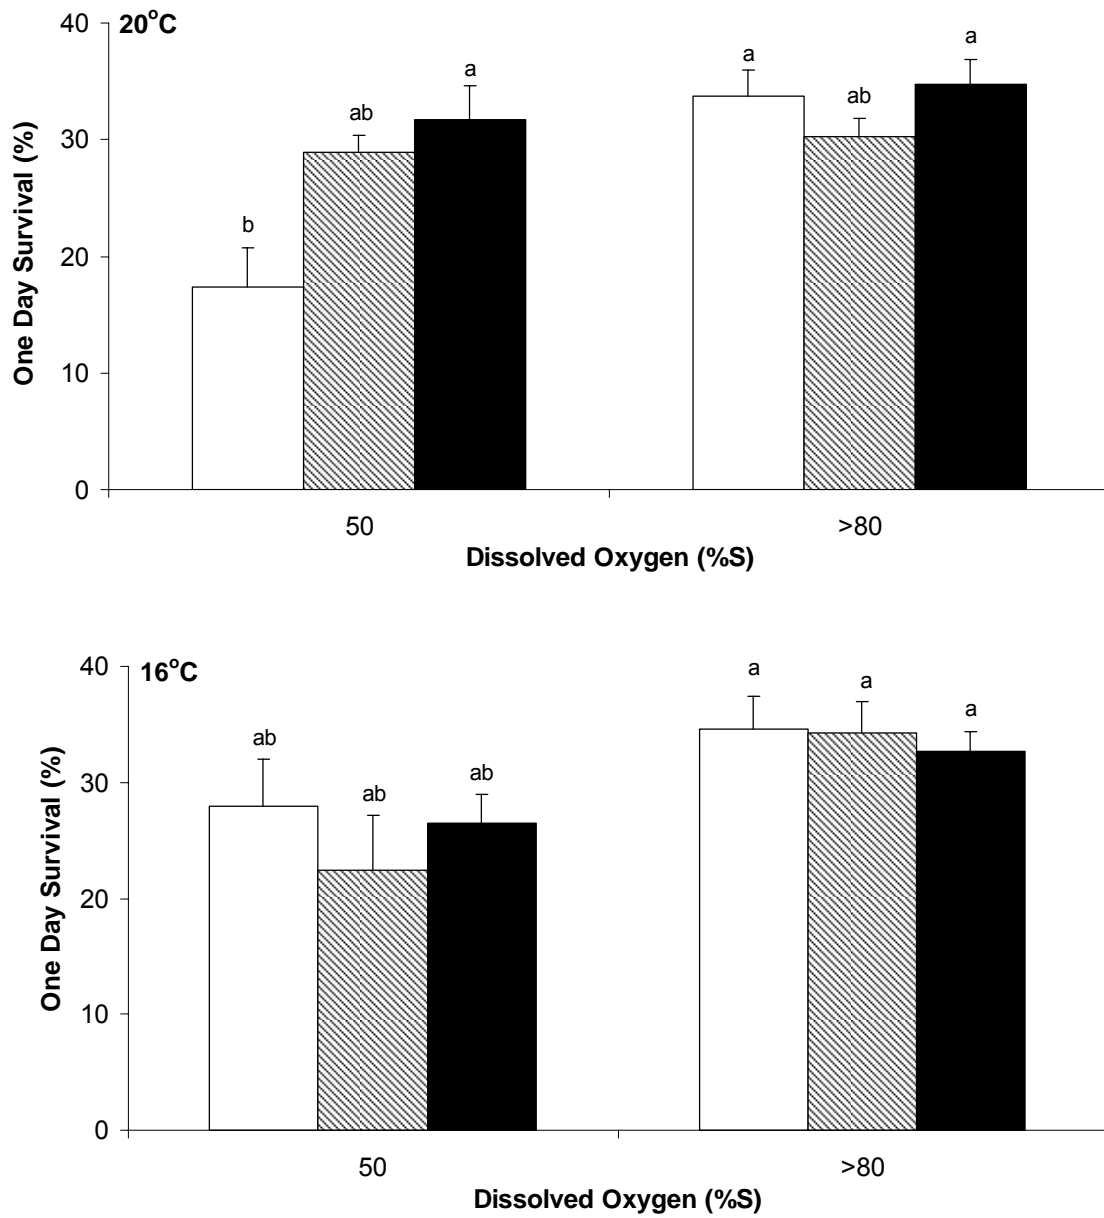 40
20°C
a
a
a
ab
ab
30
b
20
10
0
50
>80
One Day Survival (%)
Dissolved Oxygen (%S)
40
16°C
a
a
a
ab
ab
ab
30
20
10
0
50
>80
One Day Survival (%)
Dissolved Oxygen (%S)